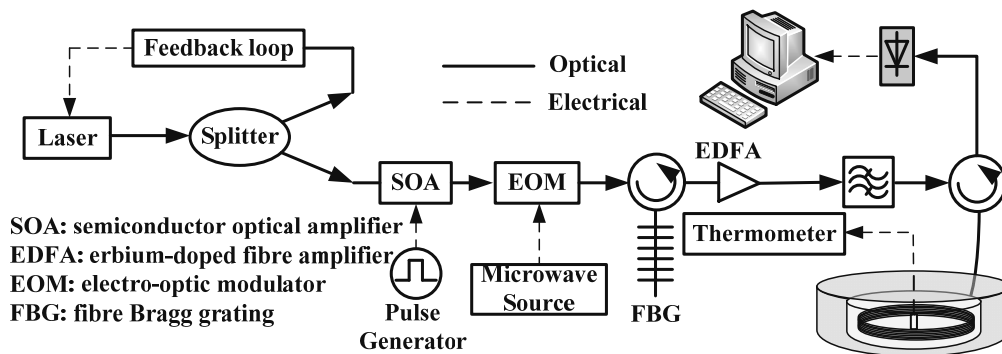 Feedback loop
Optical
Electrical
Laser
Splitter
EDFA
SOA
EOM
SOA: semiconductor optical amplifier
EDFA: erbium-doped fibre amplifier
EOM: electro-optic modulator
FBG: fibre Bragg grating
Pulse
Generator
Microwave
Source
FBG
Thermometer